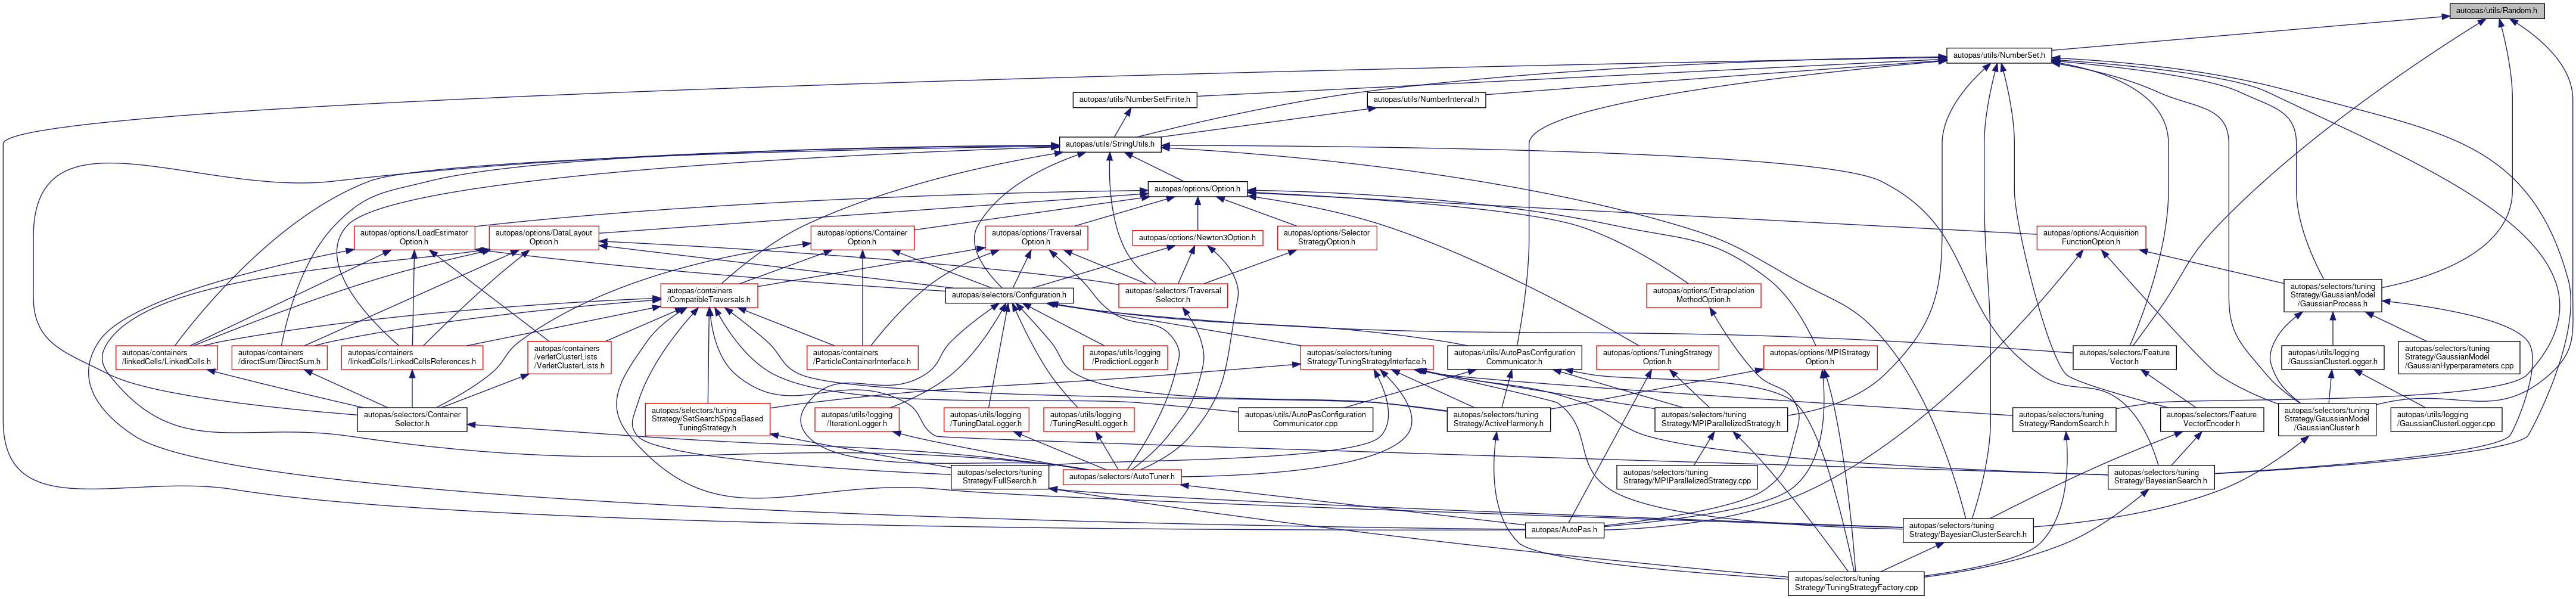 autopas/utils/Random.h
autopas/utils/NumberSet.h
autopas/utils/NumberSetFinite.h
autopas/utils/NumberInterval.h
autopas/utils/StringUtils.h
autopas/options/Option.h
autopas/options/LoadEstimator
Option.h
autopas/options/DataLayout
Option.h
autopas/options/Container
Option.h
autopas/options/Traversal
Option.h
autopas/options/Newton3Option.h
autopas/options/Selector
StrategyOption.h
autopas/options/Acquisition
FunctionOption.h
autopas/containers
/CompatibleTraversals.h
autopas/selectors/Configuration.h
autopas/selectors/Traversal
Selector.h
autopas/options/Extrapolation
MethodOption.h
autopas/selectors/tuning
Strategy/GaussianModel
/GaussianProcess.h
autopas/containers
/linkedCells/LinkedCells.h
autopas/containers
/directSum/DirectSum.h
autopas/containers
/linkedCells/LinkedCellsReferences.h
autopas/containers
/verletClusterLists
/VerletClusterLists.h
autopas/containers
/ParticleContainerInterface.h
autopas/utils/logging
/PredictionLogger.h
autopas/selectors/tuning
Strategy/TuningStrategyInterface.h
autopas/utils/AutoPasConfiguration
Communicator.h
autopas/options/TuningStrategy
Option.h
autopas/options/MPIStrategy
Option.h
autopas/selectors/Feature
Vector.h
autopas/utils/logging
/GaussianClusterLogger.h
autopas/selectors/tuning
Strategy/GaussianModel
/GaussianHyperparameters.cpp
autopas/selectors/Container
Selector.h
autopas/selectors/tuning
Strategy/SetSearchSpaceBased
TuningStrategy.h
autopas/utils/logging
/IterationLogger.h
autopas/utils/logging
/TuningDataLogger.h
autopas/utils/logging
/TuningResultLogger.h
autopas/utils/AutoPasConfiguration
Communicator.cpp
autopas/selectors/tuning
Strategy/ActiveHarmony.h
autopas/selectors/tuning
Strategy/MPIParallelizedStrategy.h
autopas/selectors/tuning
Strategy/RandomSearch.h
autopas/selectors/Feature
VectorEncoder.h
autopas/selectors/tuning
Strategy/GaussianModel
/GaussianCluster.h
autopas/utils/logging
/GaussianClusterLogger.cpp
autopas/selectors/tuning
Strategy/FullSearch.h
autopas/selectors/AutoTuner.h
autopas/selectors/tuning
Strategy/MPIParallelizedStrategy.cpp
autopas/selectors/tuning
Strategy/BayesianSearch.h
autopas/AutoPas.h
autopas/selectors/tuning
Strategy/BayesianClusterSearch.h
autopas/selectors/tuning
Strategy/TuningStrategyFactory.cpp